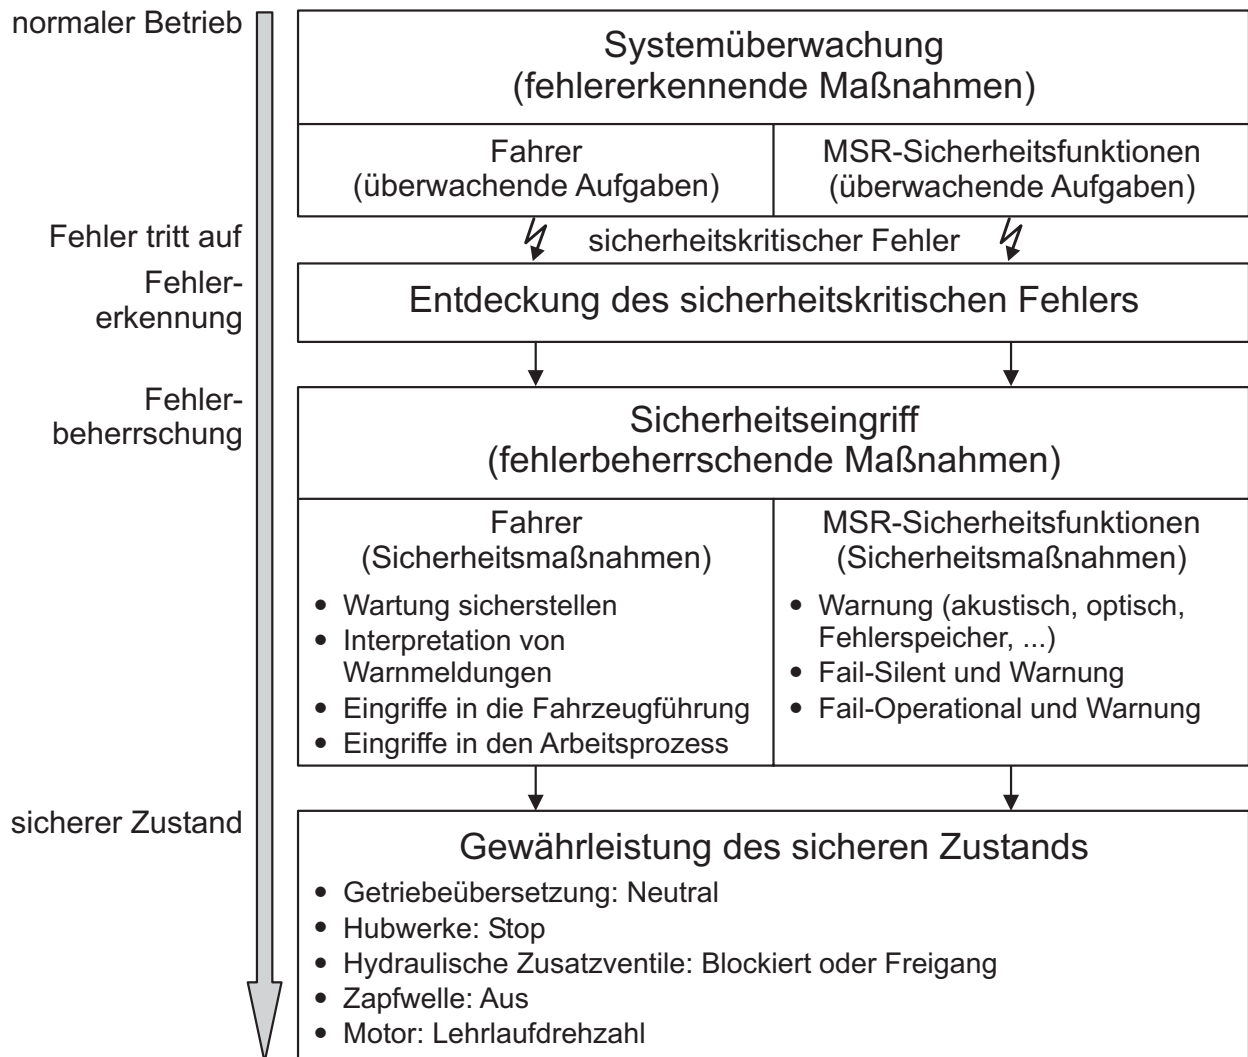 normaler Betrieb
Systemüberwachung
(fehlererkennende Maßnahmen)
Fahrer
(überwachende Aufgaben)
MSR-Sicherheitsfunktionen
(überwachende Aufgaben)
Fehler tritt auf
sicherheitskritischer Fehler
Fehler-
erkennung
Entdeckung des sicherheitskritischen Fehlers
Fehler-
beherrschung
Sicherheitseingriff
(fehlerbeherrschende Maßnahmen)
Fahrer
(Sicherheitsmaßnahmen)
• Wartung sicherstellen
• Interpretation von
Warnmeldungen
• Eingriffe in die Fahrzeugführung
• Eingriffe in den Arbeitsprozess
MSR-Sicherheitsfunktionen
(Sicherheitsmaßnahmen)
• Warnung (akustisch, optisch,
Fehlerspeicher, ...)
• Fail-Silent und Warnung
• Fail-Operational und Warnung
sicherer Zustand
Gewährleistung des sicheren Zustands
• Getriebeübersetzung: Neutral
• Hubwerke: Stop
• Hydraulische Zusatzventile: Blockiert oder Freigang
• Zapfwelle: Aus
• Motor: Lehrlaufdrehzahl